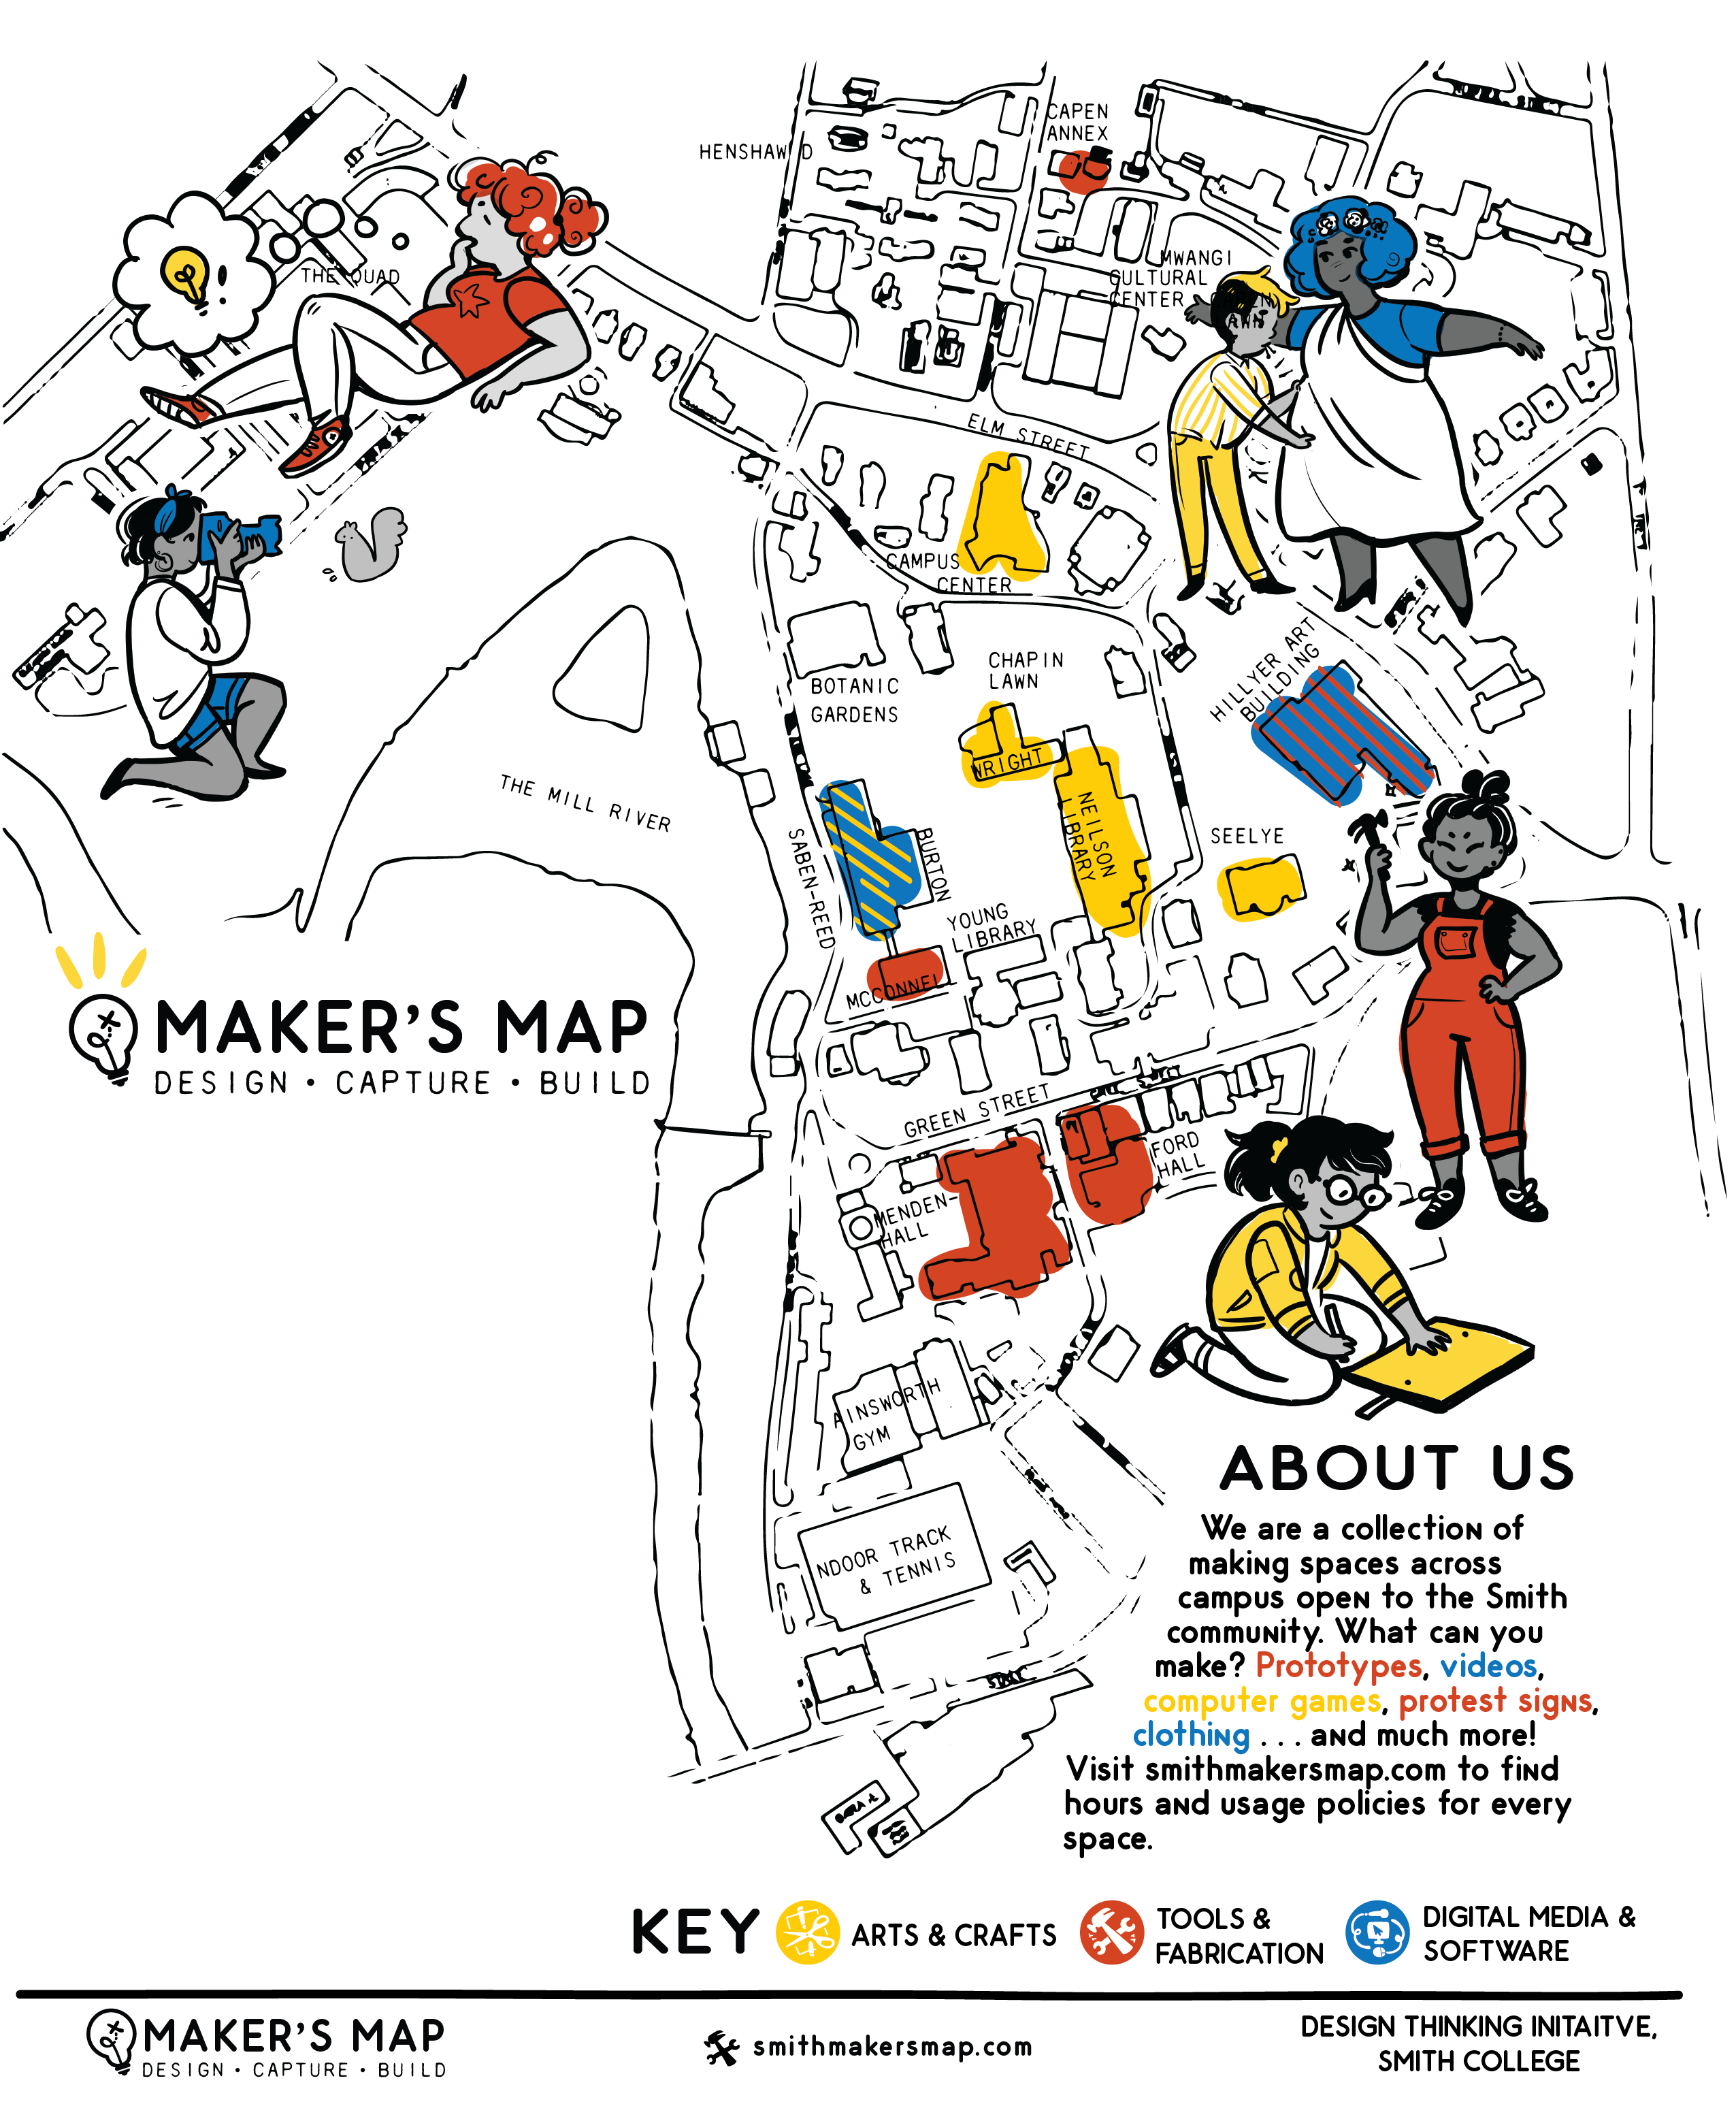 CAPEN
ANNEX
THE QUAD
MWANGI
CULTURAL
CENTER
ELM STREET
CAMPUS
CENTER
CHAPIN
LAWN
BOTANIC
GARDENS
HILLYER ART
BUILDING
WRIGHT
THE MILL RIVER
NEILSON
LIBRARY
SABEN-REED
BURTON
SEELYE
YOUNG
LIBRARY
MCCONNELL
MAKER'S MAP
DESIGN • CAPTURE • BUILD
GREEN STREET
FORD
HALL
MENDEN-
HALL
AINSWORTH
GYM
NDOOR TRACK
& TENNIS
ABOUT US
We are a collection of
making spaces across
campus open to the Smith
community. What can you
make? Prototypes, videos,
computer games, protest signs,
clothing . . . and much more!
Visit smithmakersmap.com to find
hours and usage policies for every
space.
KEY
ARTS & CRAFTS
TOOLS &
FABRICATION
DIGITAL MEDIA &
SOFTWARE
MAKER'S MAP
DESIGN • CAPTURE • BUILD
smithmakersmap.com
DESIGN THINKING INITAITVE,
SMITH COLLEGE